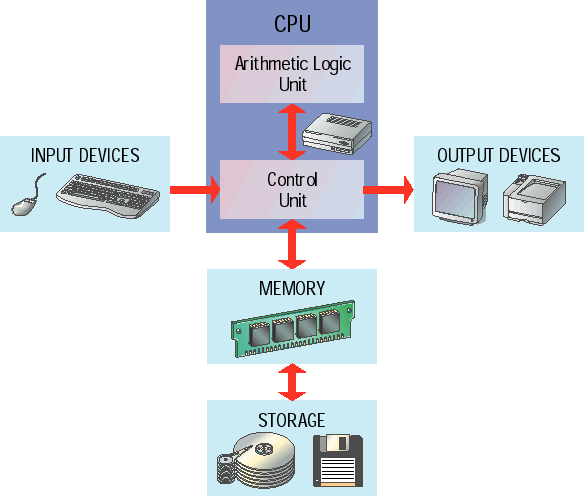 CPU
Arithmetic Logic
Unit
INPUT DEVICES
Control
Unit
OUTPUT DEVICES
MEMORY
STORAGE